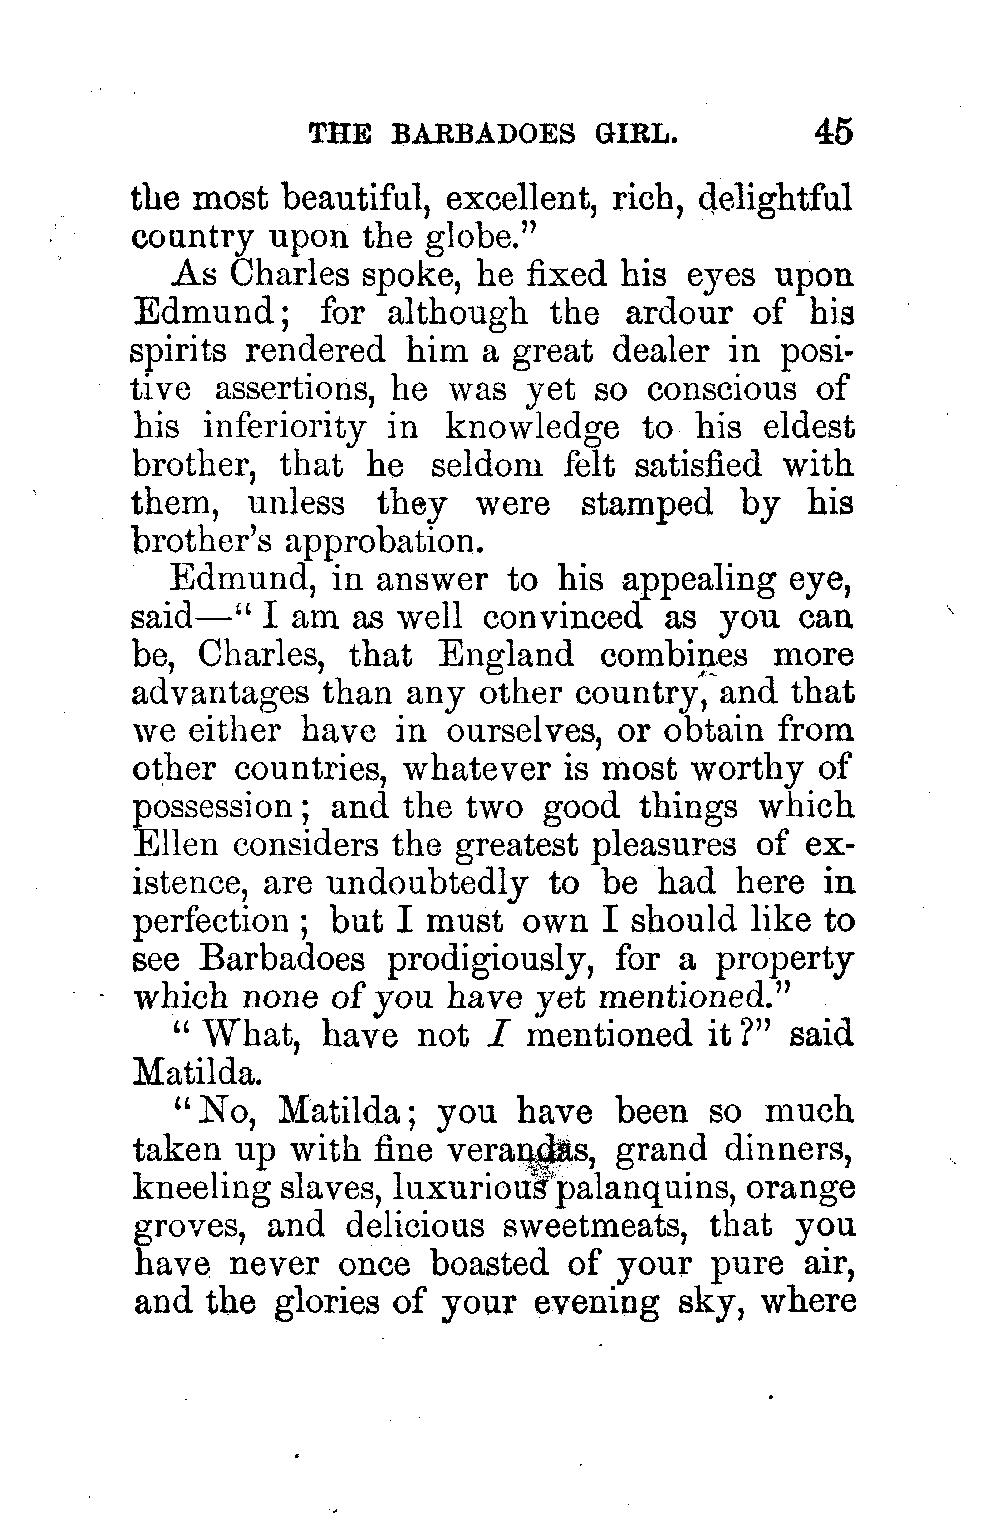 THE BARBADOES GIRL. 45
the most beautiful, excellent, rich, delightful
country upon the globe.”
As Charles spoke, he fixed his eyes upon
Edmund; for although the ardour of his
spirits rendered him a great dealer in posi-
tive assertions, he was yet so conscious of
his inferiority in knowledge to his eldest
brother, that he seldom felt satisfied with
them, unless they were stamped by his
brother’s approbation.
Edmund, in answer to his appealing eye,
said—“ I am as well convinced as you can
be, Charles, that England combines more
advantages than any other country, and that
we either have in ourselves, or obtain from
other countries, whatever is most worthy of
possession; and the two good things which
Ellen considers the greatest pleasures of ex-
istence, are undoubtedly to be had here in
perfection ; but I must own I should like to
see Barbadoes prodigiously, for a property
which none of you have yet mentioned.”
“ What, have not I mentioned it ?” said
Matilda.
“ No, Matilda; you have been so much
taken up with fine verandas, grand dinners,
kneeling slaves, luxurious palanquins, orange
groves, and delicious sweetmeats, that you
have never once boasted of your pure air,
and the glories of your evening sky, where